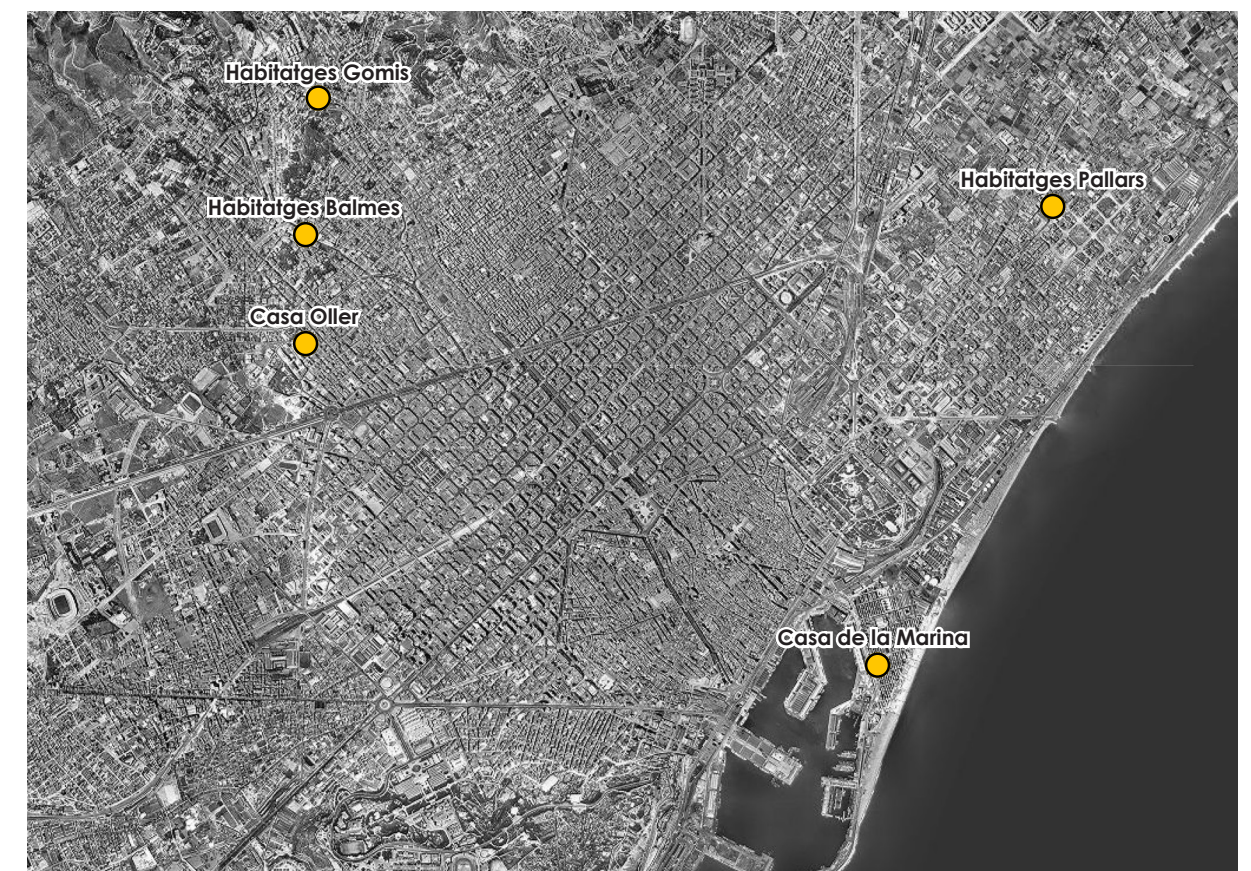 Habitatges Gomis
Habitatges Pallars
Habitatges Balmes
Casa Oller
Casa de la Marina